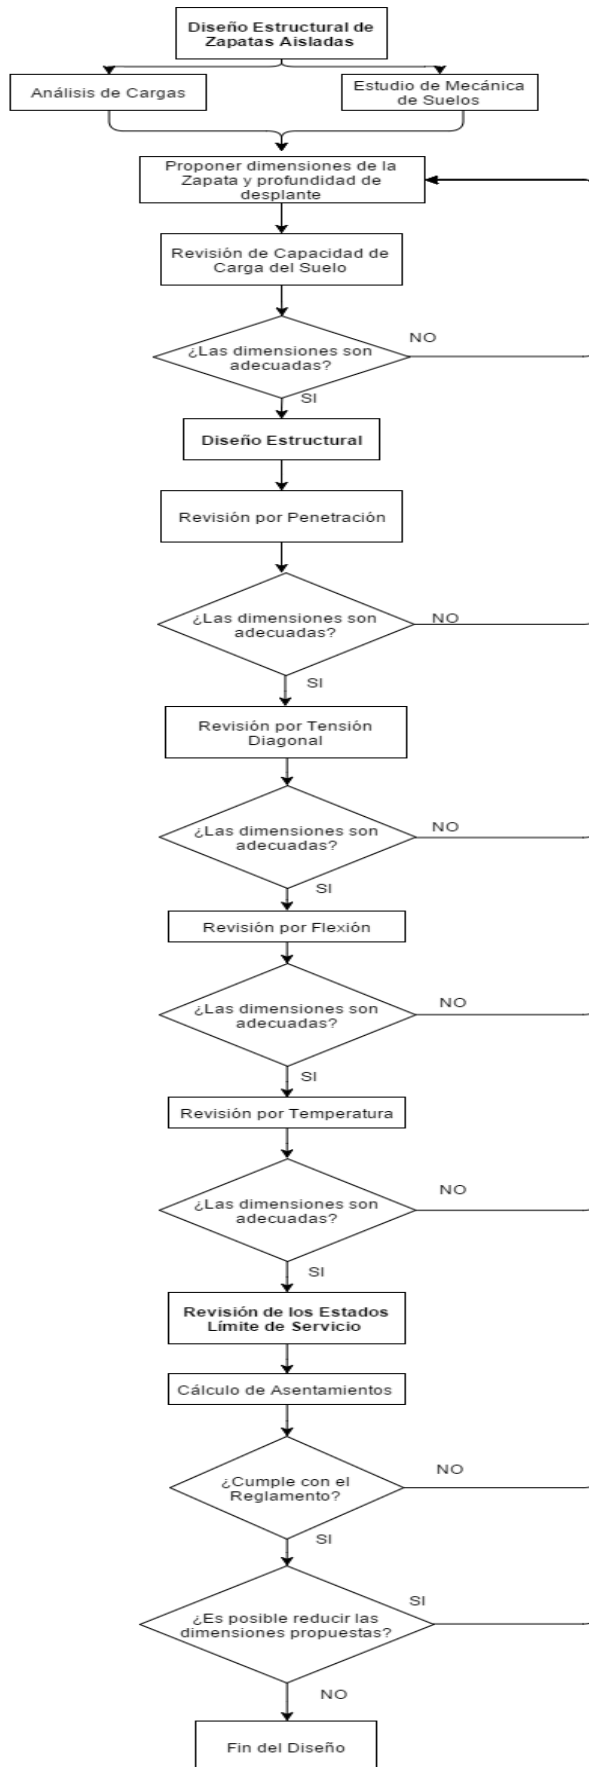 Diseño Estructural de
Zapatas Aisladas
Análisis de Cargas
Estudio de Mecánica
de Suelos
Proponer dimensiones de la
Zapata y profundidad de
desplante
Revisión de Capacidad de
Carga del Suelo
¿Las dimensiones son
adecuadas?
NO
SI
Diseño Estructural
Revisión por Penetración
¿Las dimensiones son
adecuadas?
NO
SI
Revisión por Tensión
Diagonal
¿Las dimensiones son
adecuadas?
NO
SI
Revisión por Flexión
¿Las dimensiones son
adecuadas?
NO
SI
Revisión por Temperatura
¿Las dimensiones son
adecuadas?
NO
SI
Revisión de los Estados
Límite de Servicio
Cálculo de Asentamientos
¿Cumple con el
Reglamento?
NO
SI
¿Es posible reducir las
dimensiones propuestas?
SI
NO
Fin del Diseño